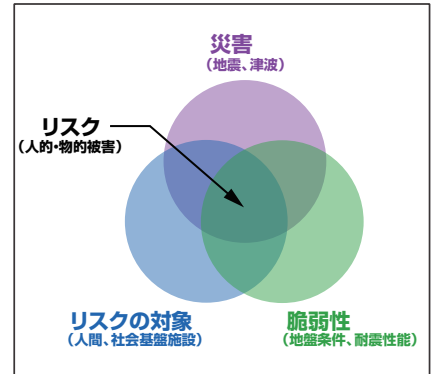 災害
（地震、津波）
リスク
（人的・物的被害）
リスクの対象
（人間、社会基盤施設）
脆弱性
（地盤条件、耐震性能）